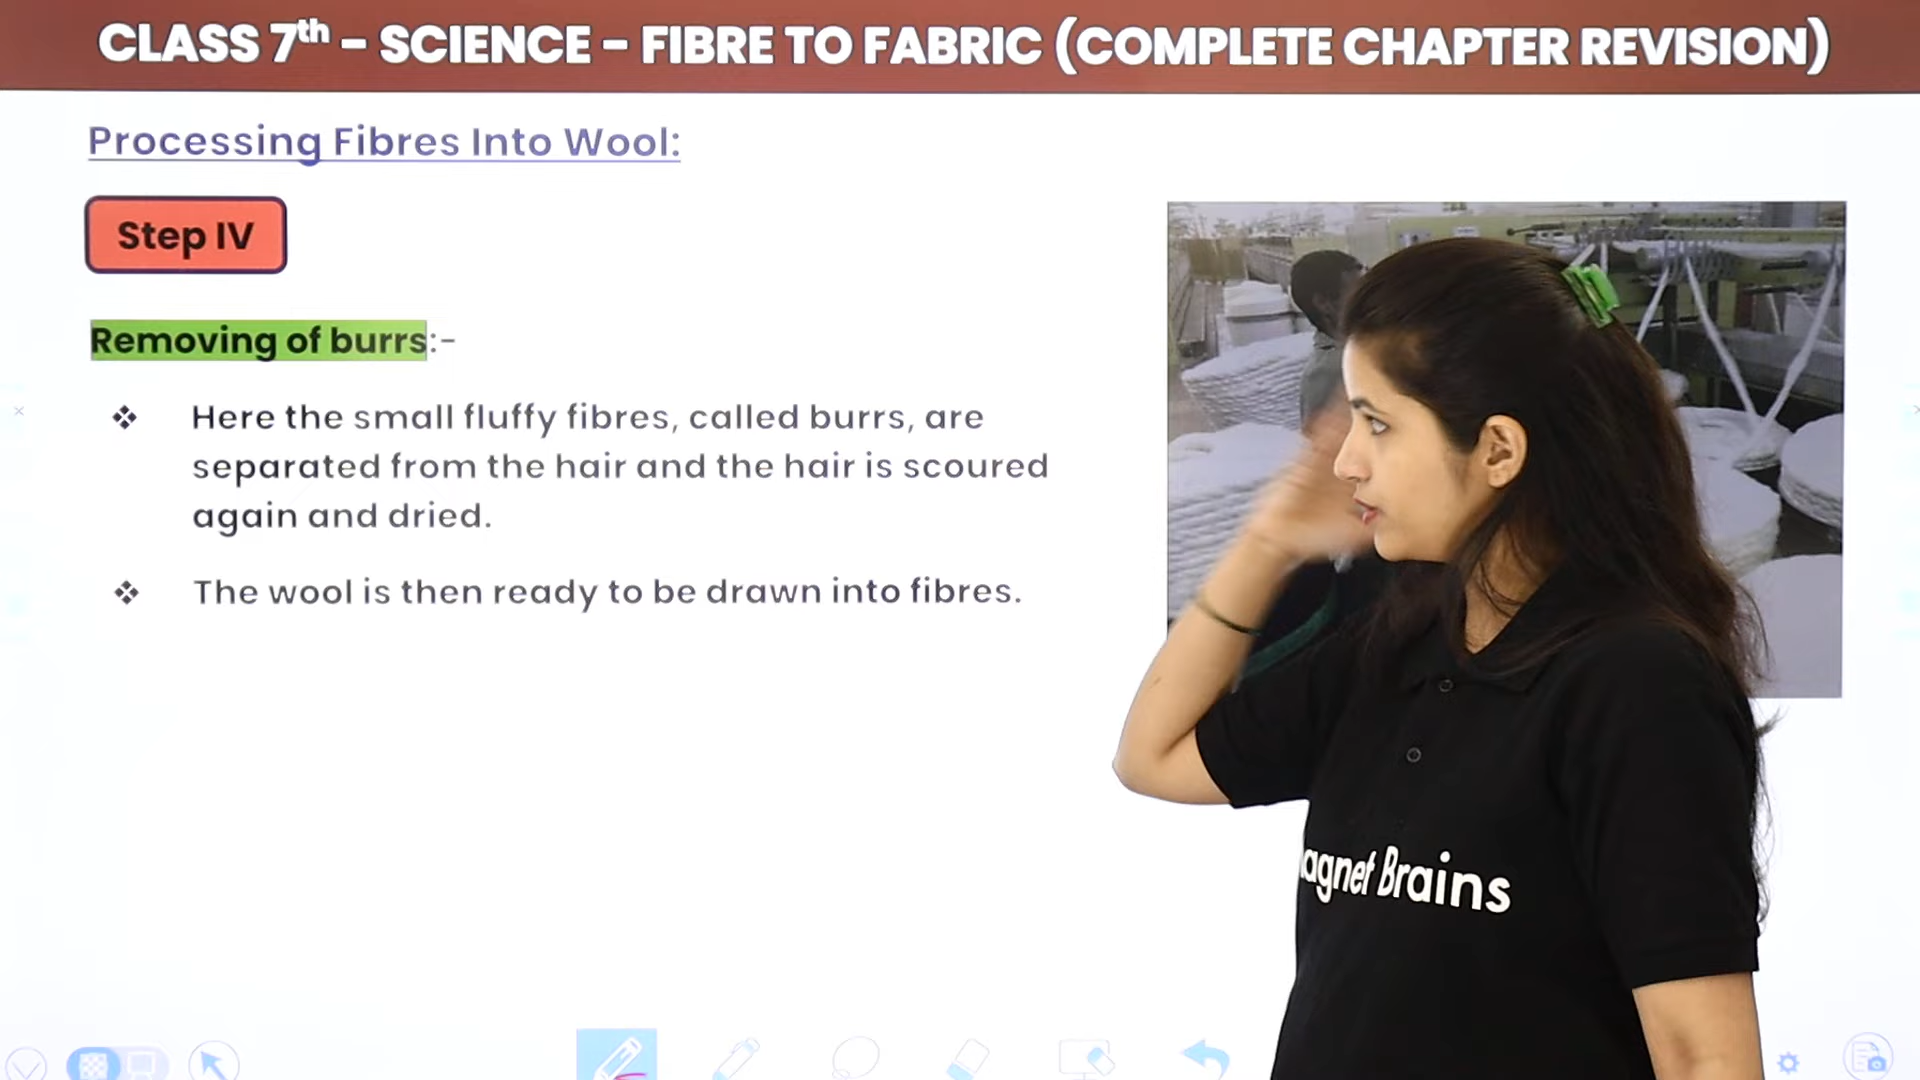 CLASS 7th - SCIENCE - FIBRE TO FABRIC (COMPLETE CHAPTER REVISION)
Processing Fibres Into Wool:
Step IV
Removing of burrs:-
❖ Here the small fluffy fibres, called burrs, are
separated from the hair and the hair is scoured
again and dried.
❖ The wool is then ready to be drawn into fibres.
agnet Brains